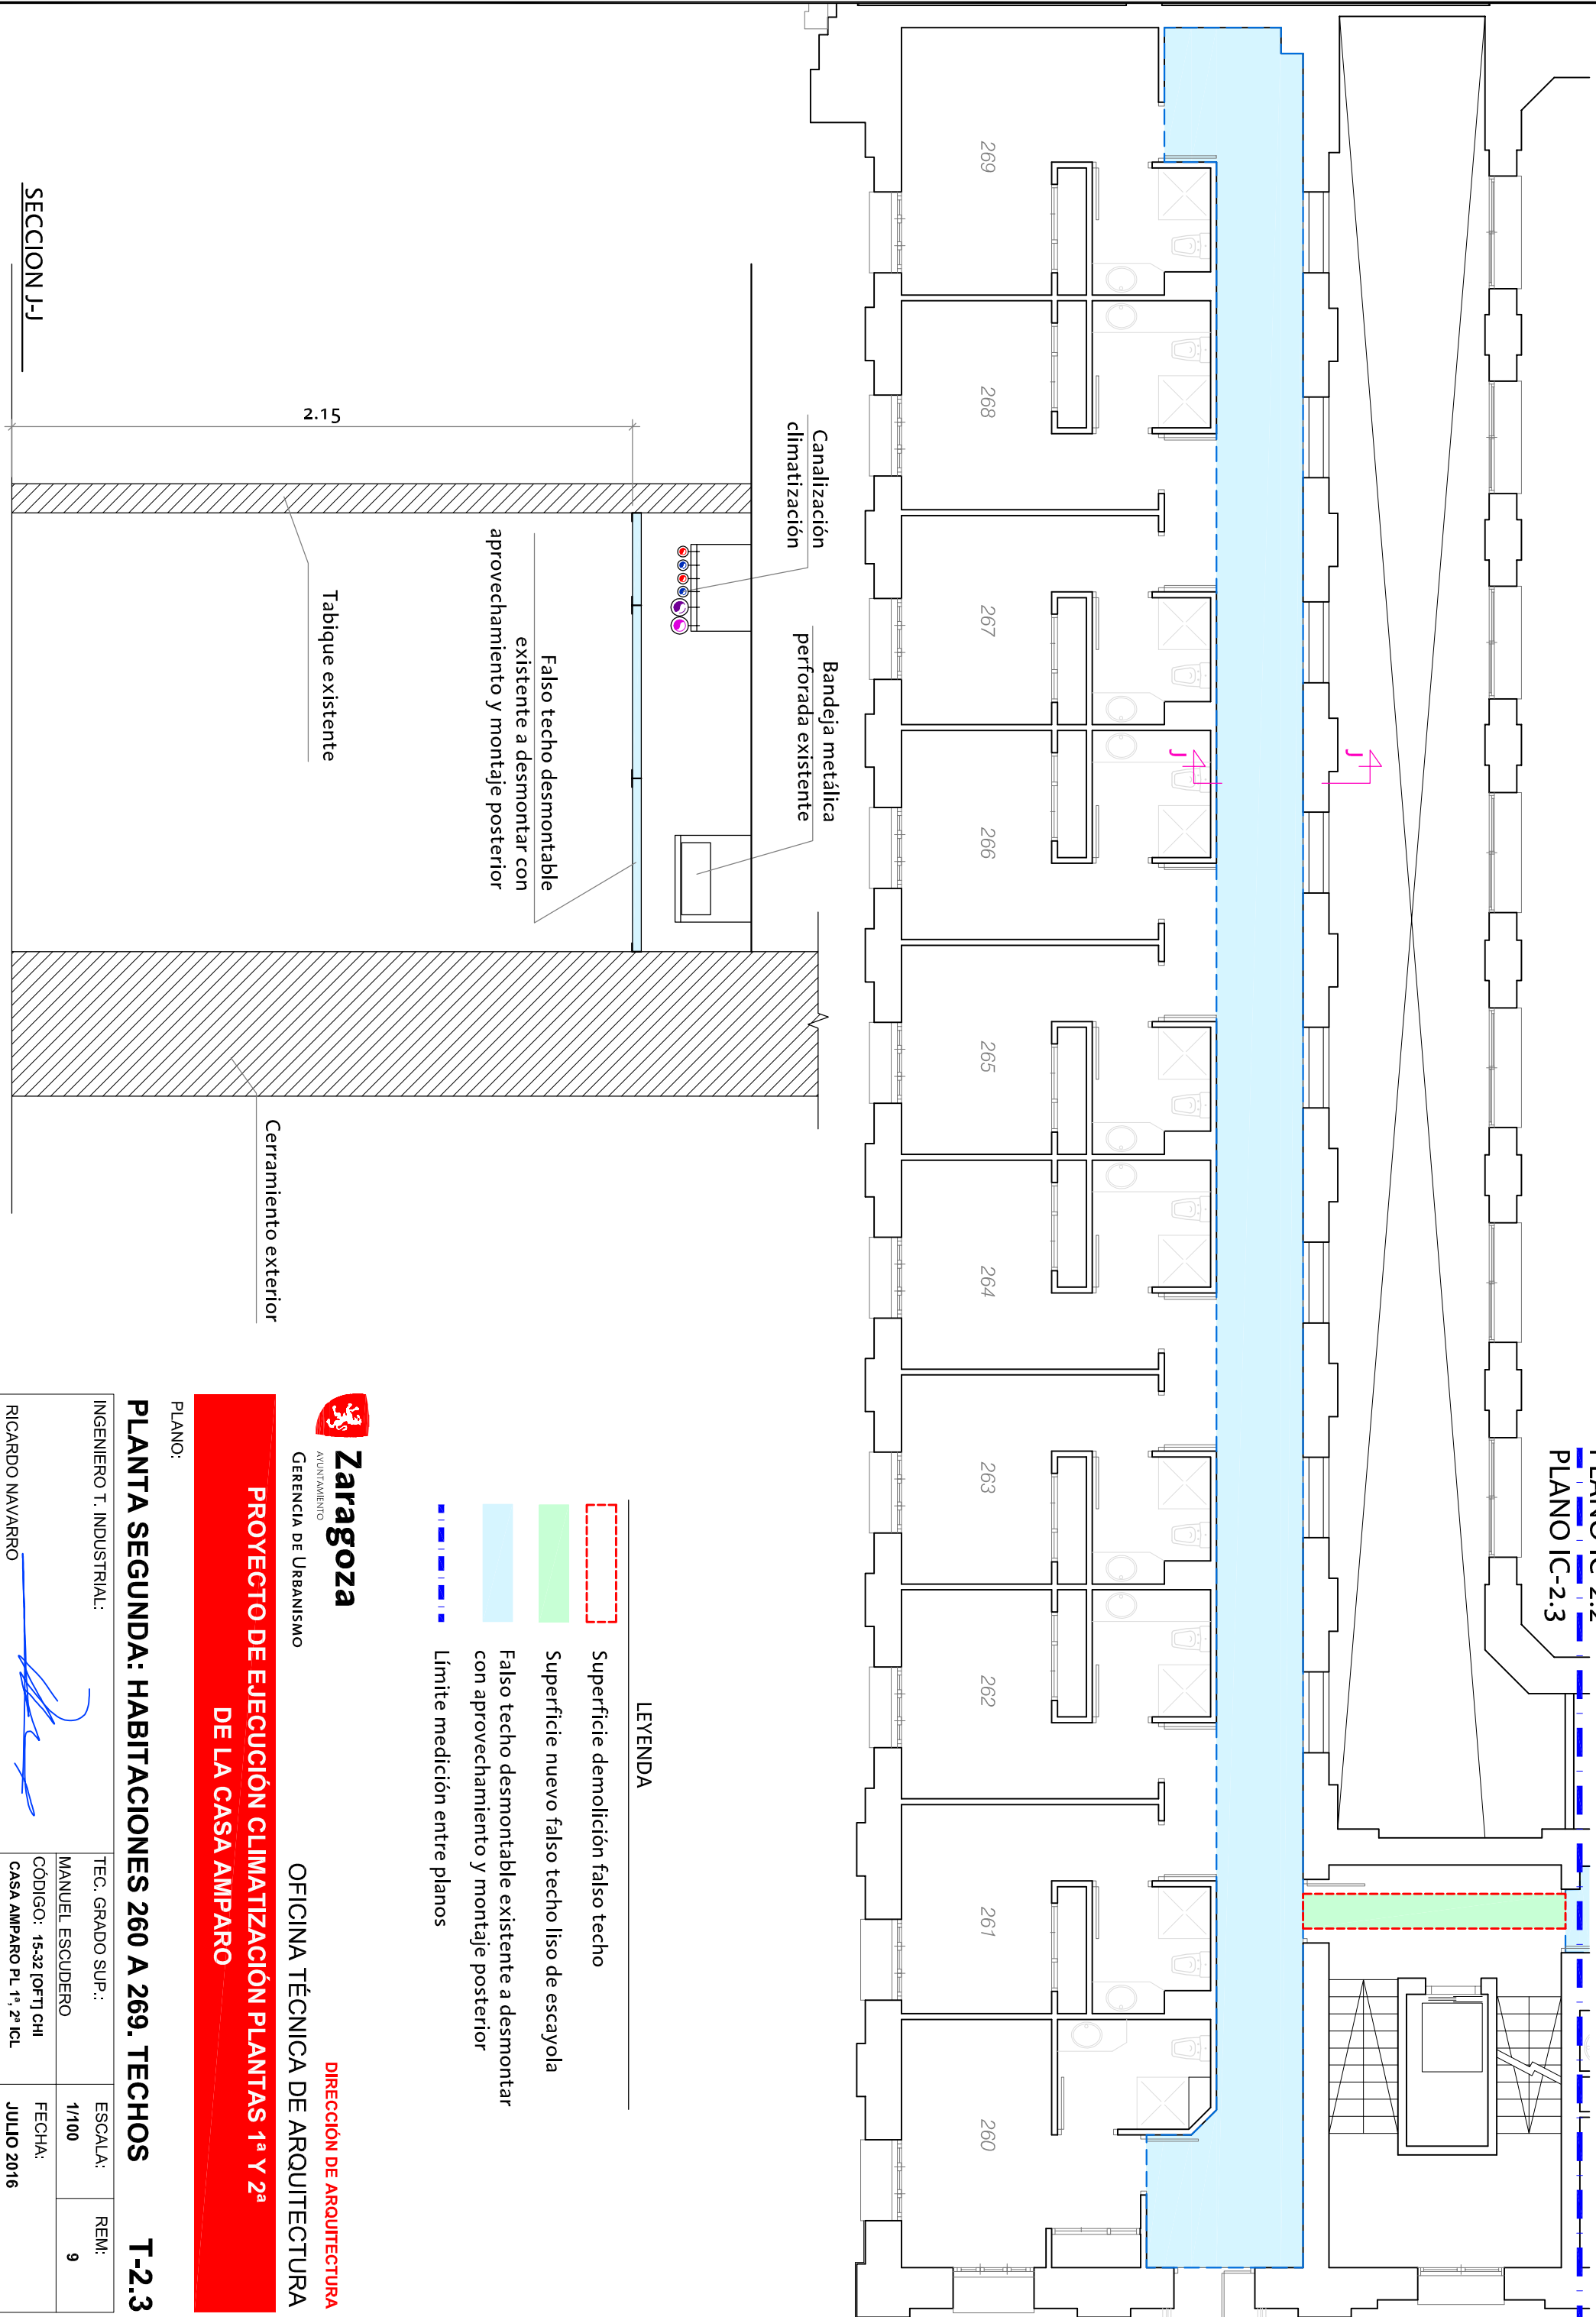 PLANO IC-2.2
PLANO IC-2.3
269
268
267
266
265
264
263
262
261
260
J
J
Canalización
climatización
Bandeja metálica
perforada existente
2.15
Falso techo desmontable
existente a desmontar con
aprovechamiento y montaje posterior
Tabique existente
Cerramiento exterior
SECCION J-J
LEYENDA
Superficie demolición falso techo
Superficie nuevo falso techo liso de escayola
Falso techo desmontable existente a desmontar
con aprovechamiento y montaje posterior
Límite medición entre planos
Zaragoza
AYUNTAMIENTO
GERENCIA DE URBANISMO
DIRECCIÓN DE ARQUITECTURA
OFICINA TÉCNICA DE ARQUITECTURA
PROYECTO DE EJECUCIÓN CLIMATIZACIÓN PLANTAS 1ª Y 2ª
DE LA CASA AMPARO
PLANO:
PLANTA SEGUNDA: HABITACIONES 260 A 269. TECHOS T-2.3
INGENIERO T. INDUSTRIAL:
RICARDO NAVARRO
TEC. GRADO SUP.:
MANUEL ESCUDERO
CÓDIGO: 15-32 [OFT] CHI
CASA AMPARO PL 1ª, 2ª ICL
ESCALA:
1/100
REM:
9
FECHA:
JULIO 2016